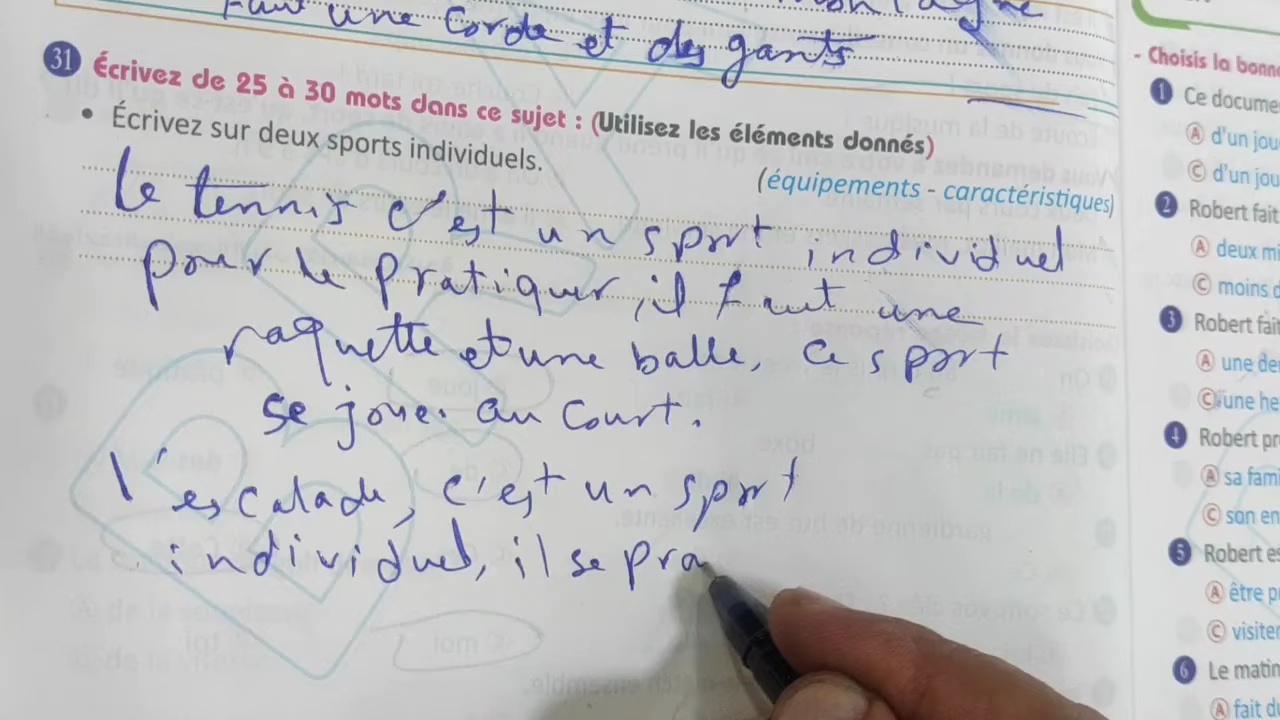 faut une corde et des gants
31 Écrivez de 25 à 30 mots dans ce sujet : (Utilisez les éléments donnés)
• Écrivez sur deux sports individuels.
(équipements - caractéristiques)
le tennis c'est un sport individuel
pour le pratiquer, il faut une
raquette et une balle, ce sport
se joue. au court.
l'escalade, c'est un sport
individuel, il se pra
- Choisis la bonne
1 Ce docume
A d'un jou
C d'un jou
2 Robert fait
A deux mi
C moins d
3 Robert fait
A une de
C une he
4 Robert pr
A sa fam
C son en
5 Robert es
A être p
C visiter
6 Le matin
A fait du